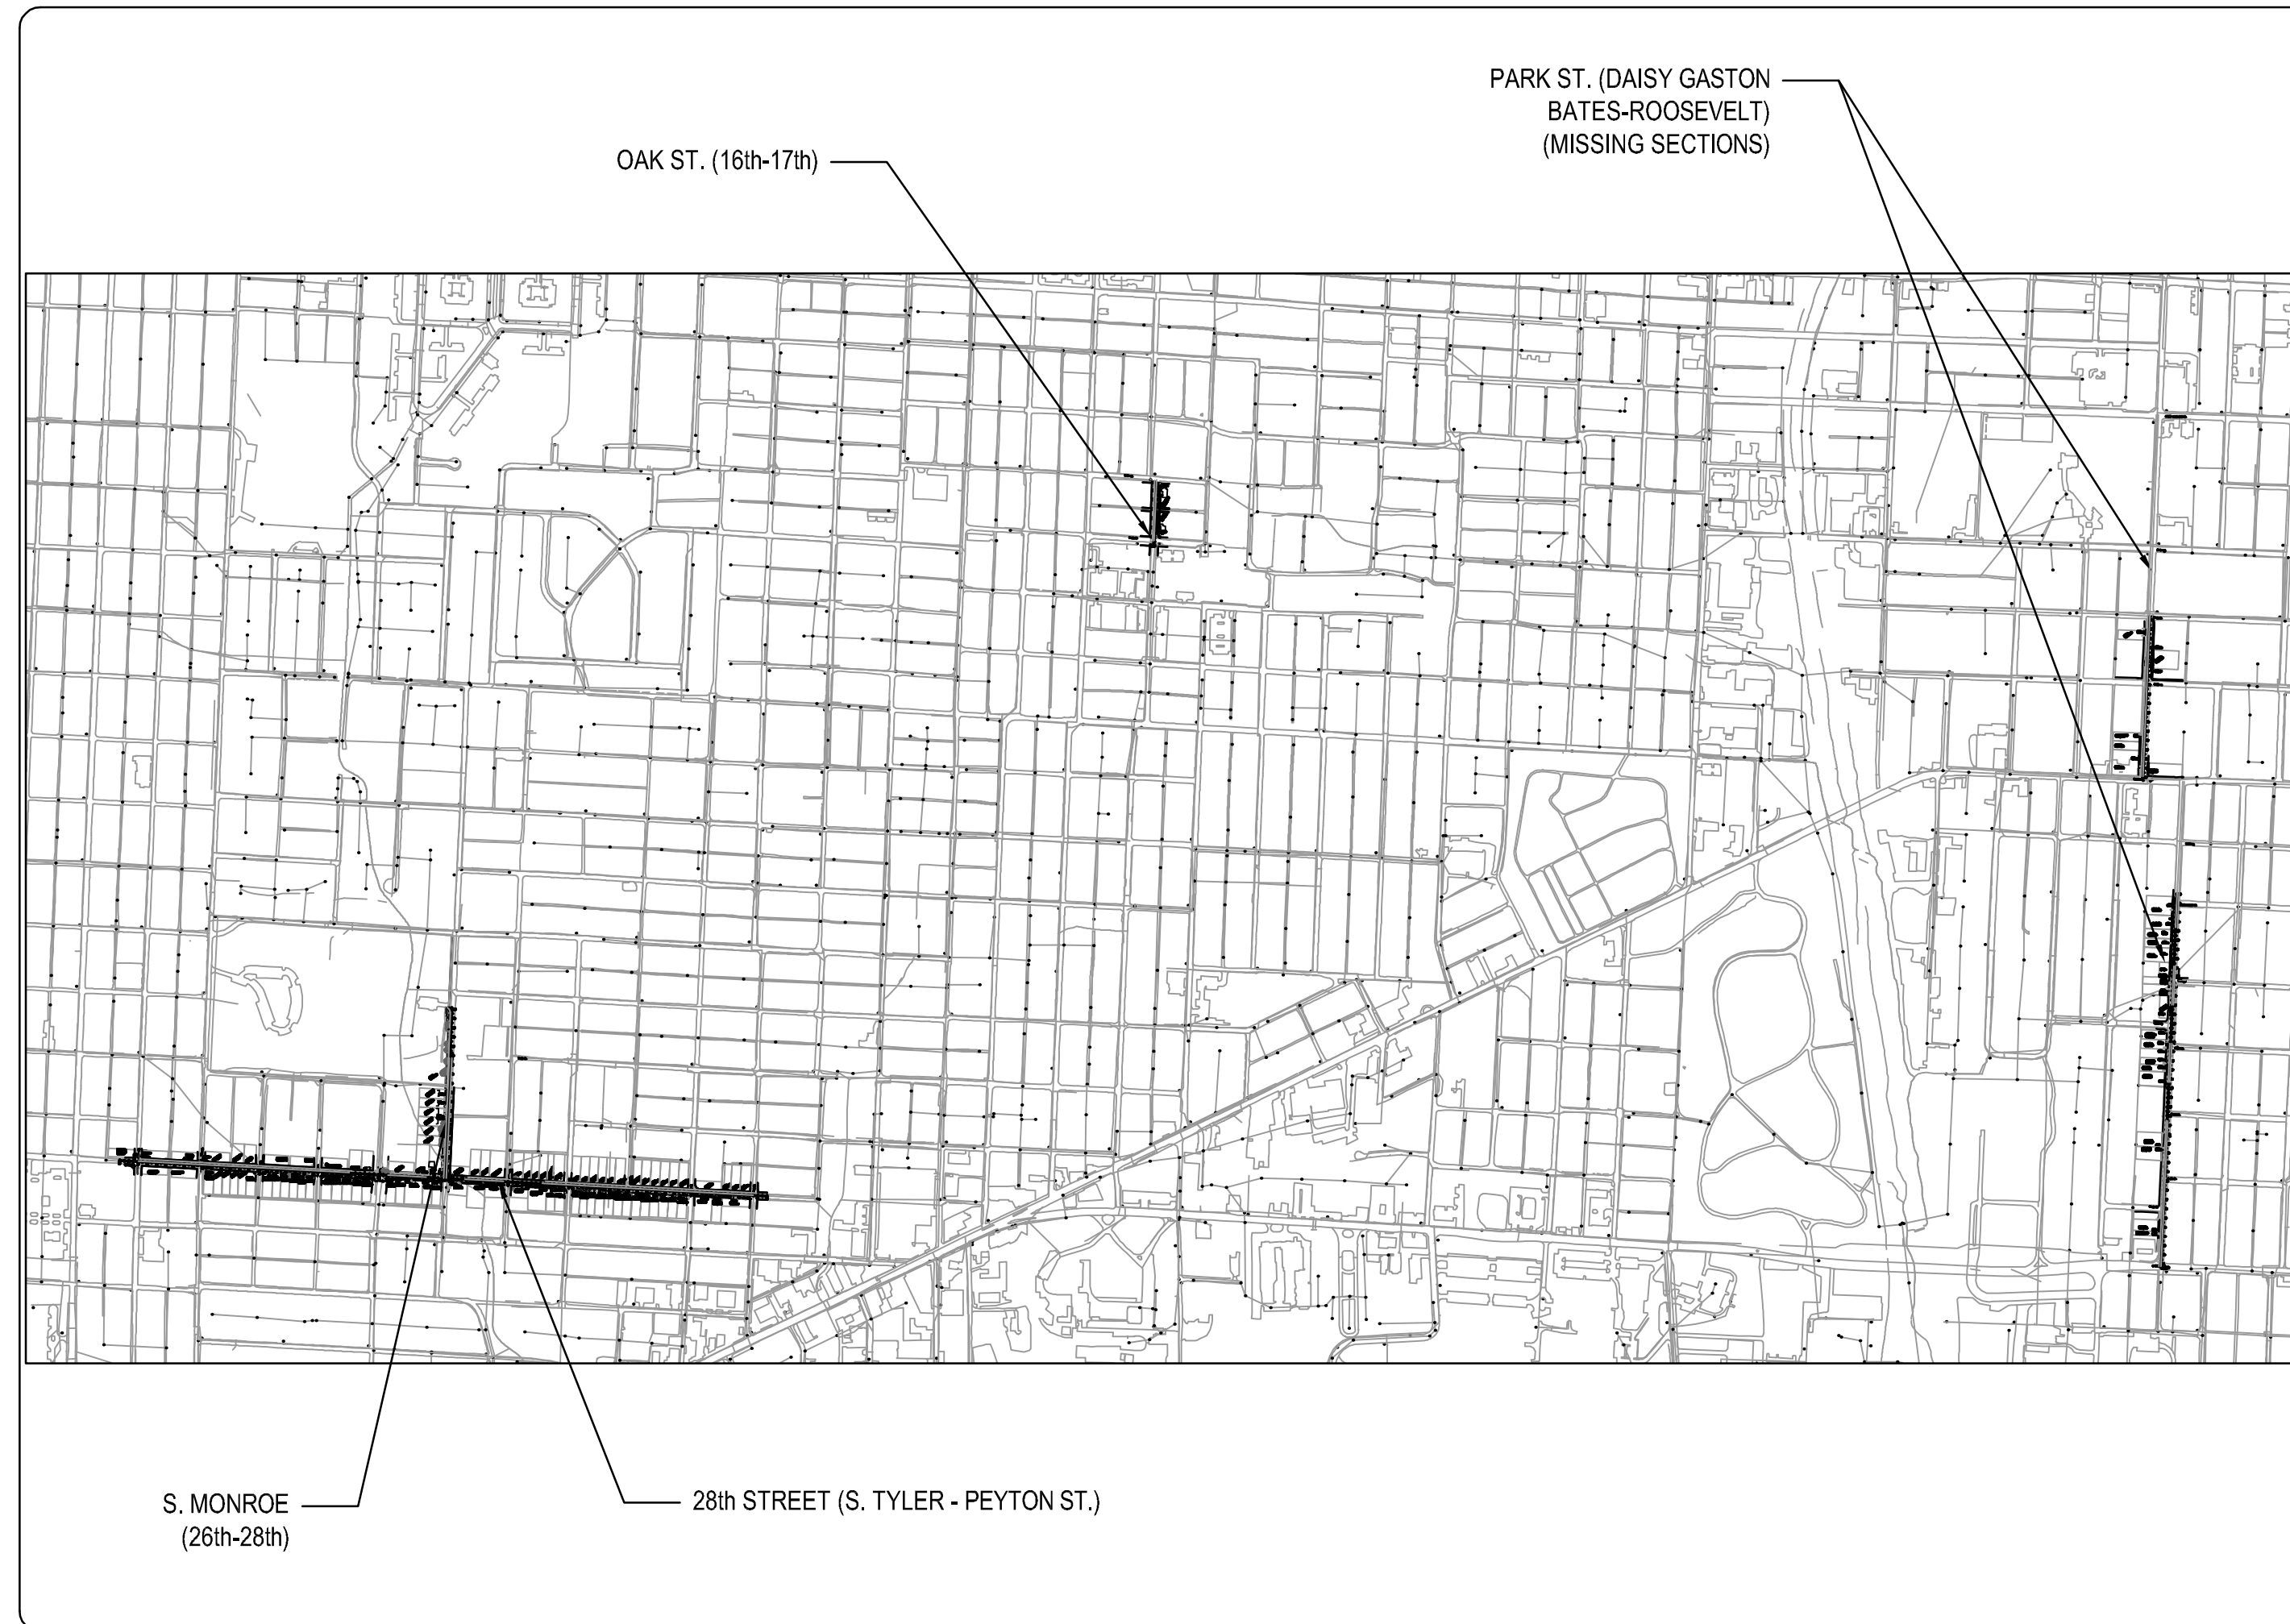 PARK ST. (DAISY GASTON
BATES-ROOSEVELT)
(MISSING SECTIONS)
OAK ST. (16th-17th)
S. MONROE
(26th-28th)
28th STREET (S. TYLER - PEYTON ST.)